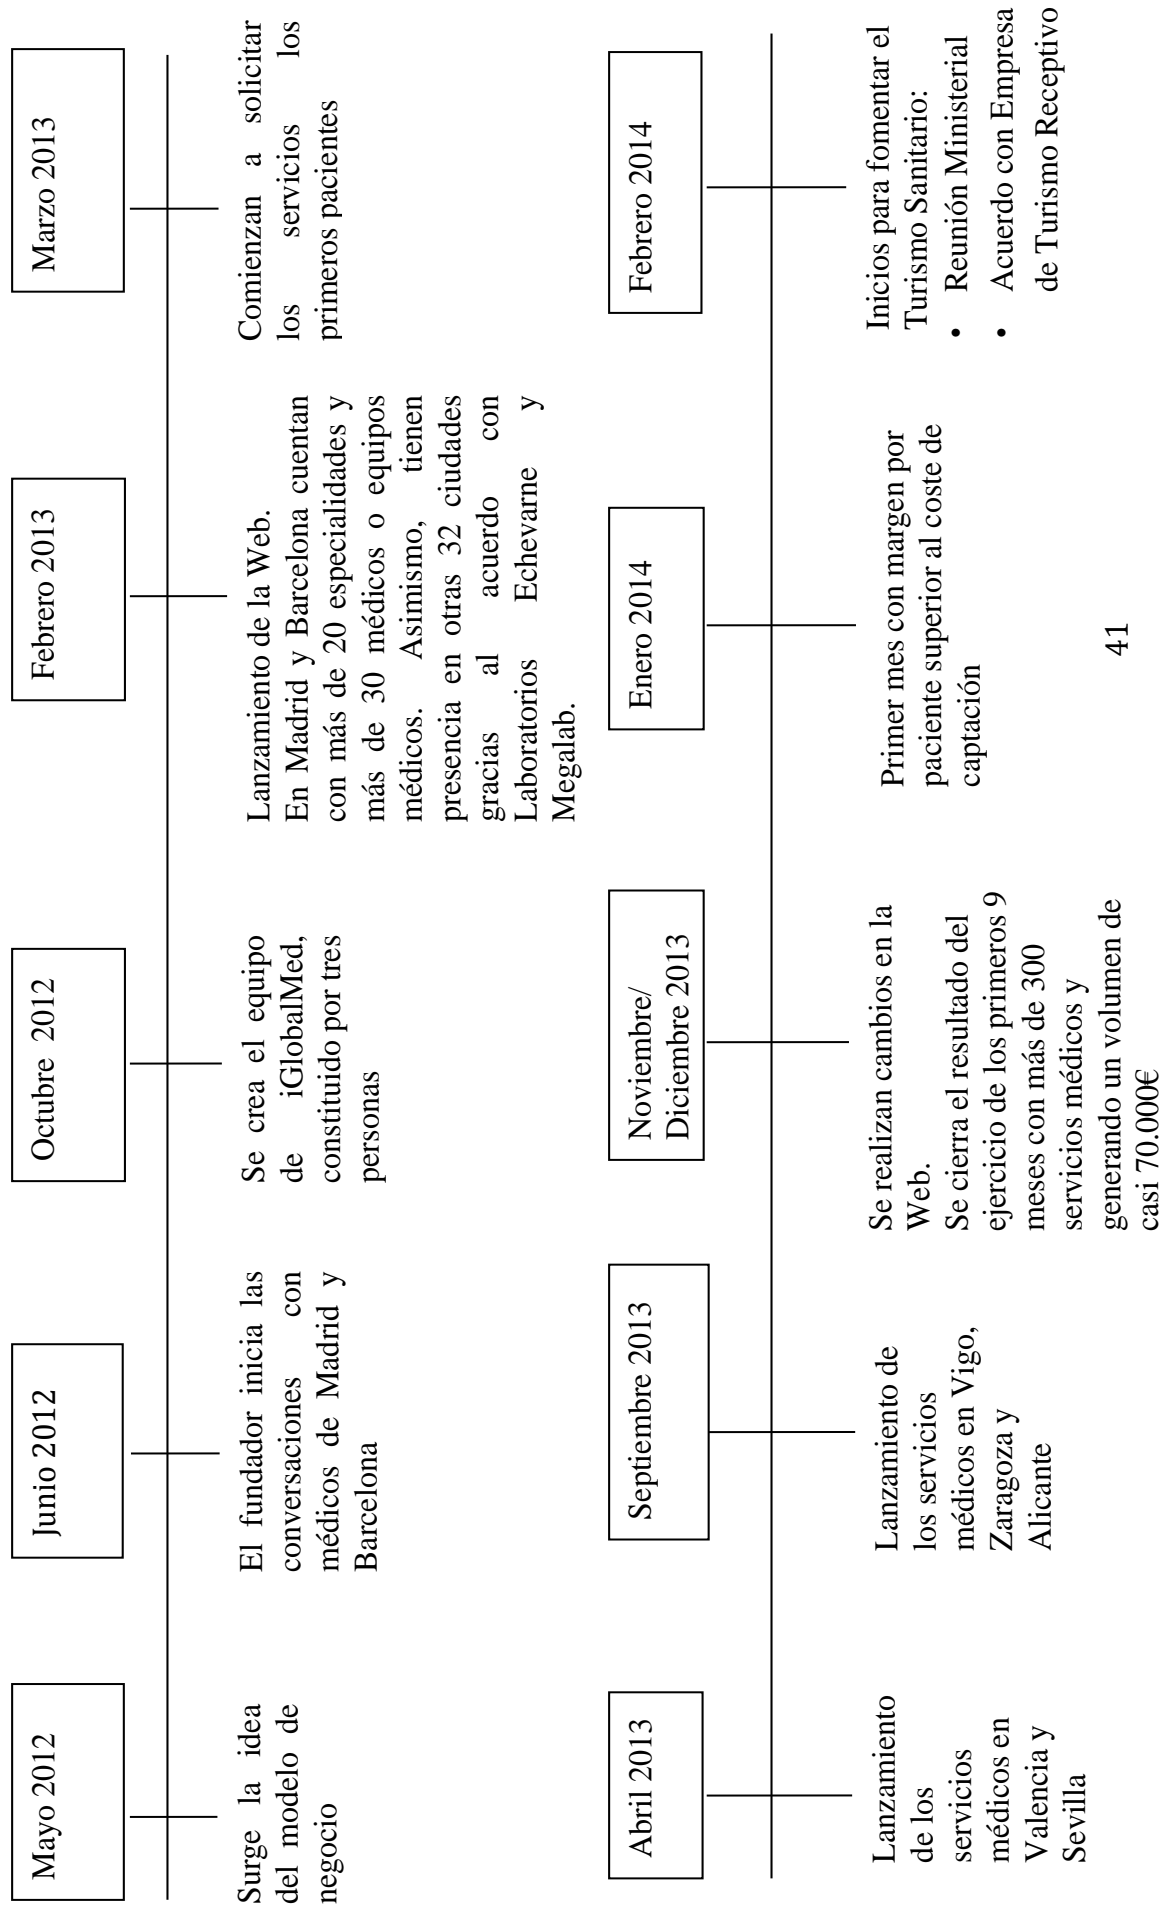 Mayo 2012
Surge la idea
del modelo de
negocio
Junio 2012
El fundador inicia las
conversaciones con
médicos de Madrid y
Barcelona
Octubre 2012
Se crea el equipo
de iGlobalMed,
constituido por tres
personas
Febrero 2013
Lanzamiento de la Web.
En Madrid y Barcelona cuentan
con más de 20 especialidades y
más de 30 médicos o equipos
médicos. Asimismo, tienen
presencia en otras 32 ciudades
gracias al acuerdo con
Laboratorios Echevarne y
Megalab.
Marzo 2013
Comienzan a solicitar
los servicios los
primeros pacientes
Abril 2013
Lanzamiento
de los
servicios
médicos en
Valencia y
Sevilla
Septiembre 2013
Lanzamiento de
los servicios
médicos en Vigo,
Zaragoza y
Alicante
Noviembre/
Diciembre 2013
Se realizan cambios en la
Web.
Se cierra el resultado del
ejercicio de los primeros 9
meses con más de 300
servicios médicos y
generando un volumen de
casi 70.000€
Enero 2014
Primer mes con margen por
paciente superior al coste de
captación
Febrero 2014
Inicios para fomentar el
Turismo Sanitario:
• Reunión Ministerial
• Acuerdo con Empresa
de Turismo Receptivo
41